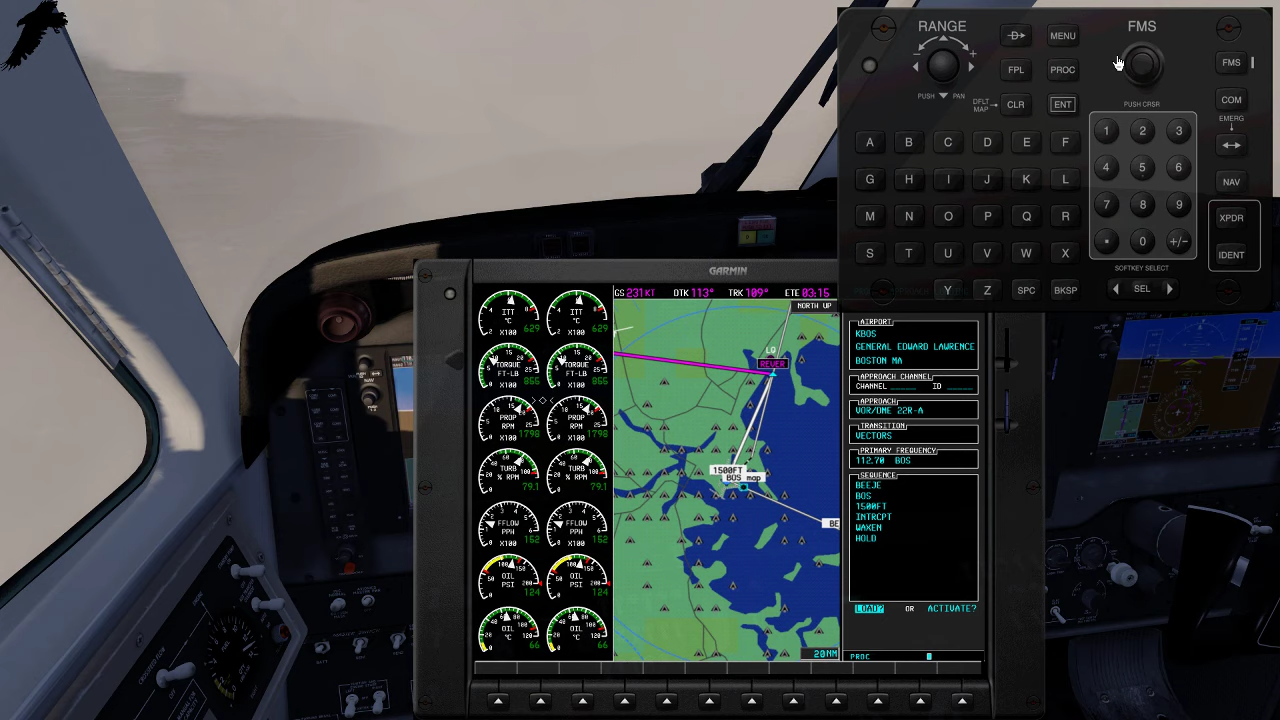 RANGE
FMS
D
MENU
FMS
FPL
PROC
− +
PUSH PAN
DFLT
MAP
CLR
ENT
PUSH CRSR
COM
EMERG
A B C D E F
1 2 3
G H I J K L
4 5 6
NAV
M N O P Q R
7 8 9
XPDR
S T U V W X
. 0 +/-
IDENT
SOFTKEY SELECT
Y Z SPC BKSP
SEL
GARMIN
GS 231KT DTK 113° TRK 109° ETE 03:15
NORTH UP
ITT
°C
X100
629
ITT
°C
X100
629
TORQUE
FT-LB
X100
855
TORQUE
FT-LB
X100
855
PROP
RPM
X100
1798
PROP
RPM
X100
1798
TURB
% RPM
79.1
TURB
% RPM
79.1
FFLOW
PPH
X100
152
FFLOW
PPH
X100
152
OIL
PSI
124
OIL
PSI
124
OIL
°C
66
OIL
°C
66
LO
REVER
1500FT
BOS map
BE
20NM
AIRPORT
KBOS
GENERAL EDWARD LAWRENCE
BOSTON MA
APPROACH CHANNEL
CHANNEL _____ ID _____
APPROACH
VOR/DME 22R-A
TRANSITION
VECTORS
PRIMARY FREQUENCY
112.70 BOS
SEQUENCE
BEEJE
BOS
1500FT
INTRCPT
WAXEN
HOLD
LOAD? OR ACTIVATE?
PROC